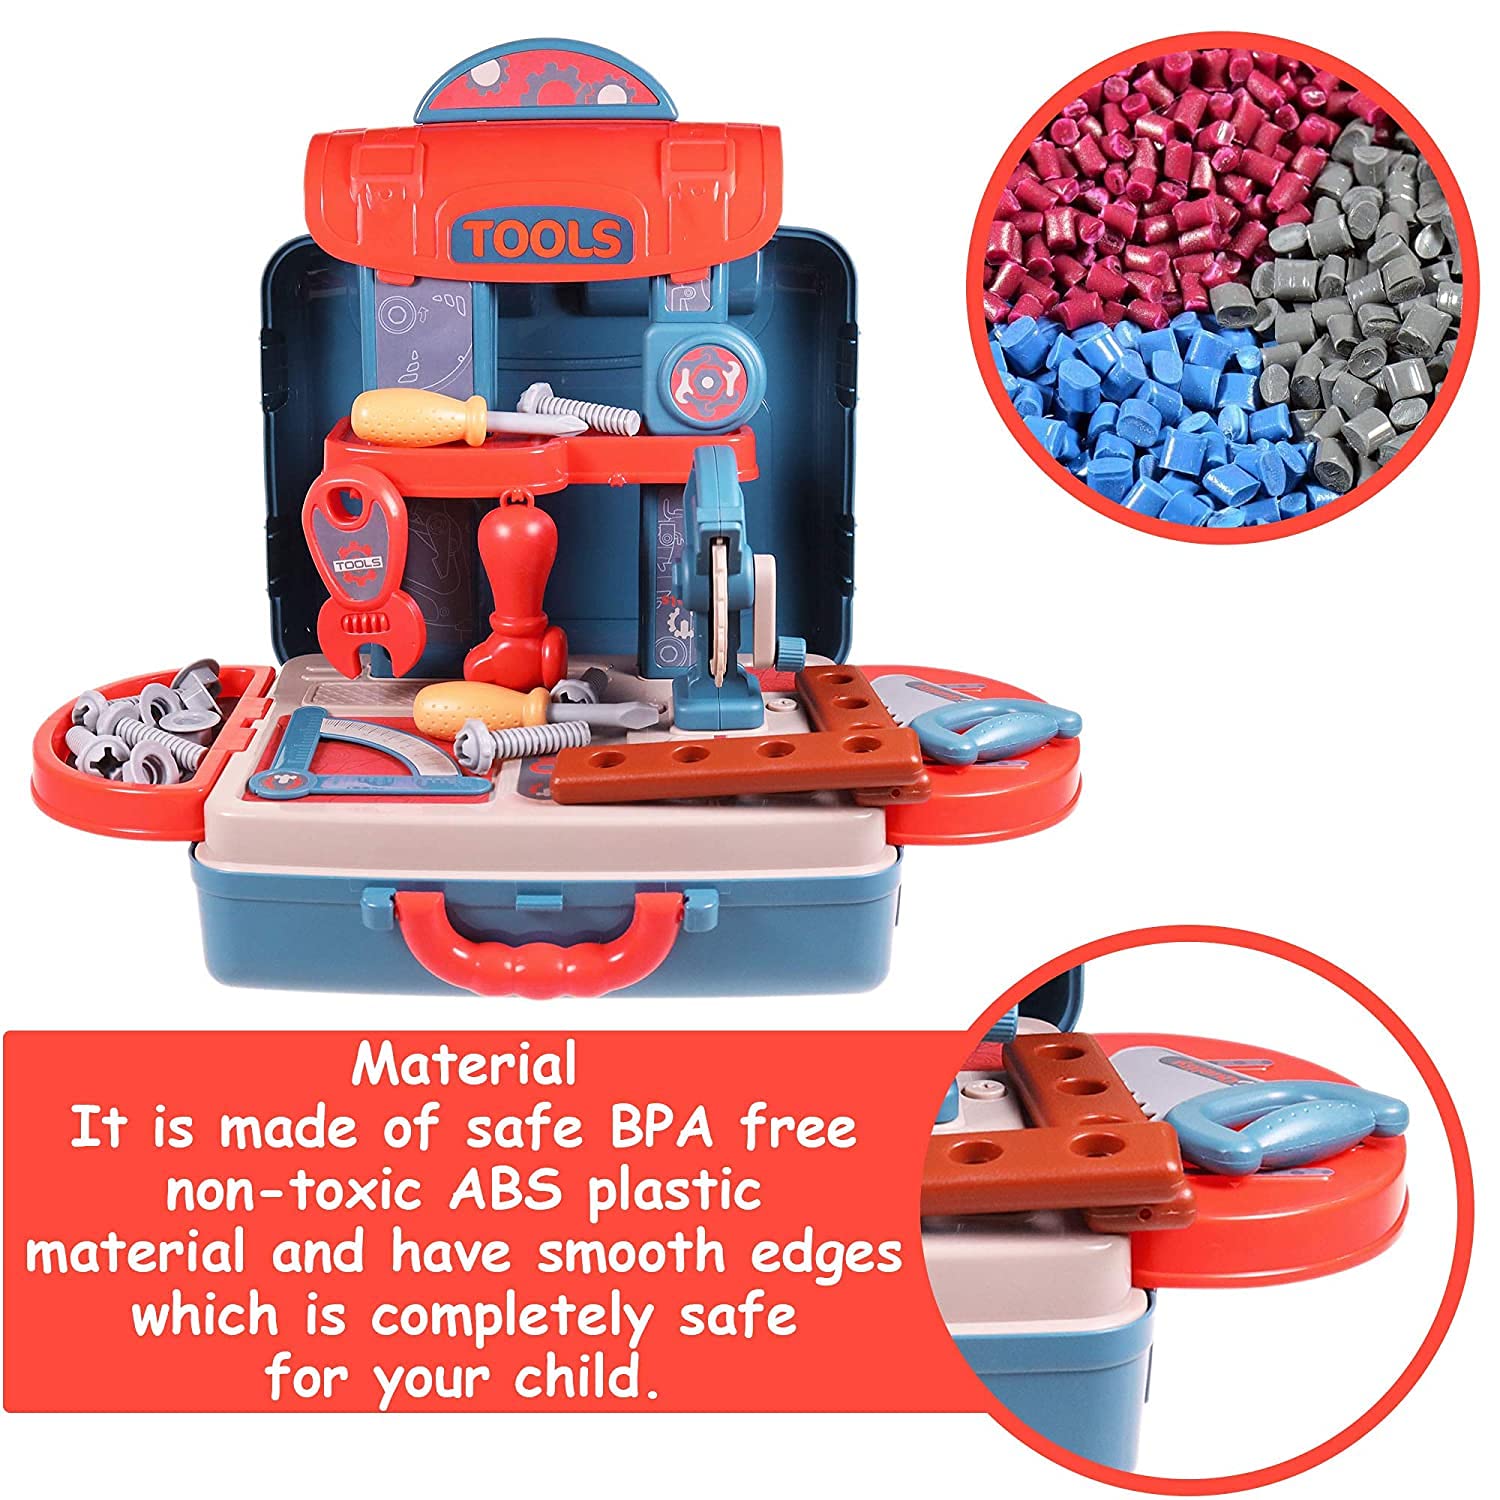 TOOLS
TOOLS
Material
It is made of safe BPA free
non-toxic ABS plastic
material and have smooth edges
which is completely safe
for your child.